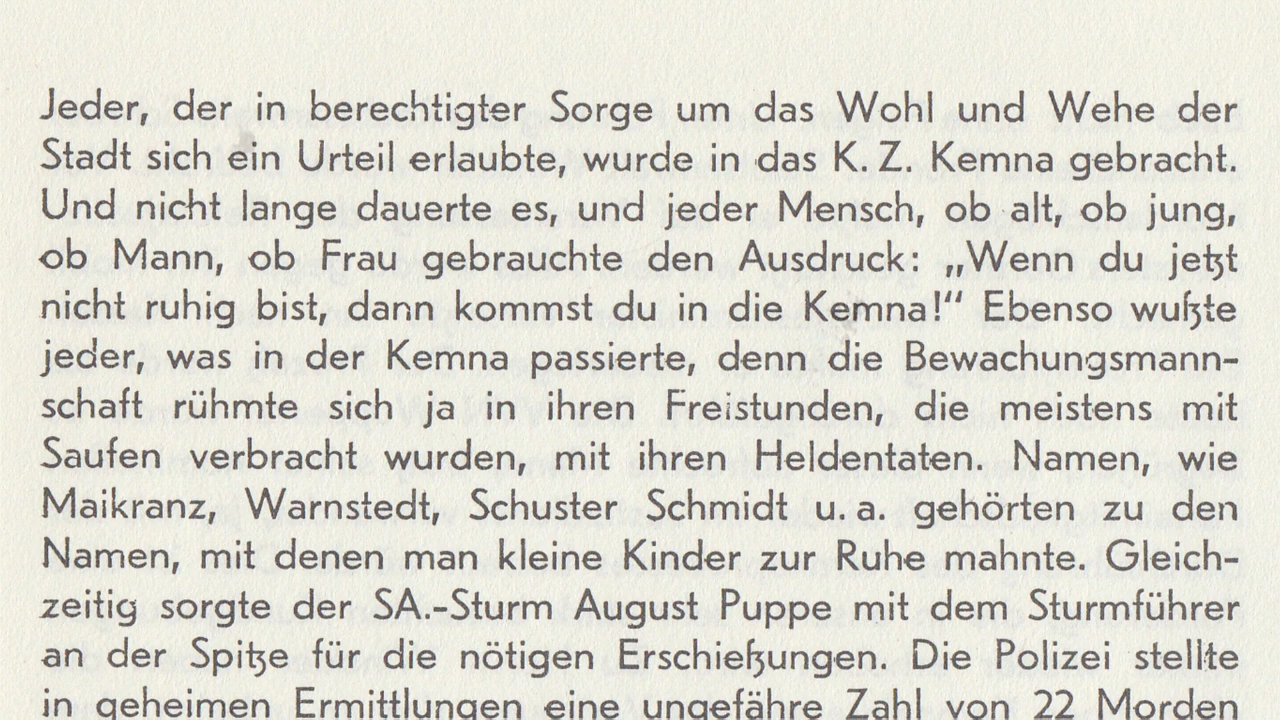 Jeder, der in berechtigter Sorge um das Wohl und Wehe der
Stadt sich ein Urteil erlaubte, wurde in das K. Z. Kemna gebracht.
Und nicht lange dauerte es, und jeder Mensch, ob alt, ob jung,
ob Mann, ob Frau gebrauchte den Ausdruck: „Wenn du jetzt
nicht ruhig bist, dann kommst du in die Kemna!“ Ebenso wußte
jeder, was in der Kemna passierte, denn die Bewachungsmann-
schaft rühmte sich ja in ihren Freistunden, die meistens mit
Saufen verbracht wurden, mit ihren Heldentaten. Namen, wie
Maikranz, Warnstedt, Schuster Schmidt u. a. gehörten zu den
Namen, mit denen man kleine Kinder zur Ruhe mahnte. Gleich-
zeitig sorgte der SA.-Sturm August Puppe mit dem Sturmführer
an der Spitze für die nötigen Erschießungen. Die Polizei stellte
in geheimen Ermittlungen eine ungefähre Zahl von 22 Morden